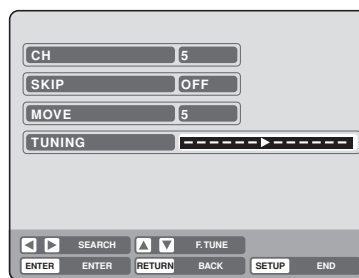 CH 5
SKIP OFF
MOVE 5
TUNING
SEARCH F.TUNE
ENTER ENTER RETURN BACK SETUP END